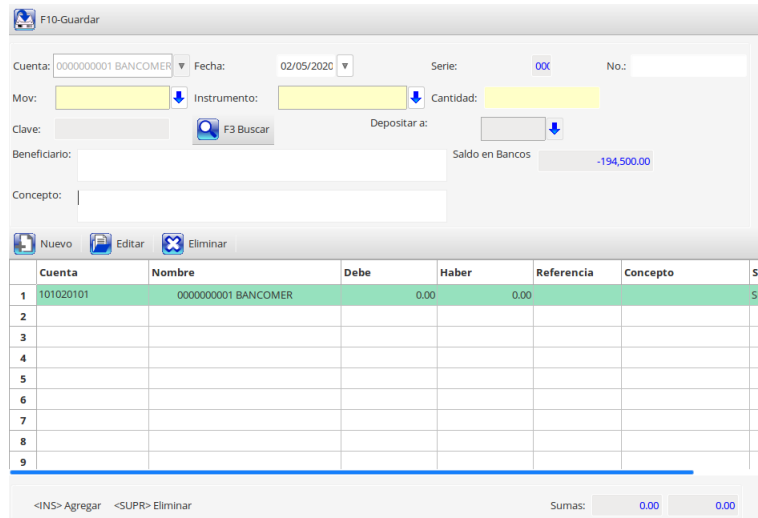 F10-Guardar
Cuenta: 0000000001 BANCOMER Fecha: 02/05/2020 Serie: 000 No.:
Mov: Instrumento: Cantidad:
Clave: F3 Buscar Depositar a:
Beneficiario: Saldo en Bancos -194,500.00
Concepto:
Nuevo Editar Eliminar
Cuenta Nombre Debe Haber Referencia Concepto S
1 101020101 0000000001 BANCOMER 0.00 0.00 S
2
3
4
5
6
7
8
9
<INS> Agregar <SUPR> Eliminar Sumas: 0.00 0.00